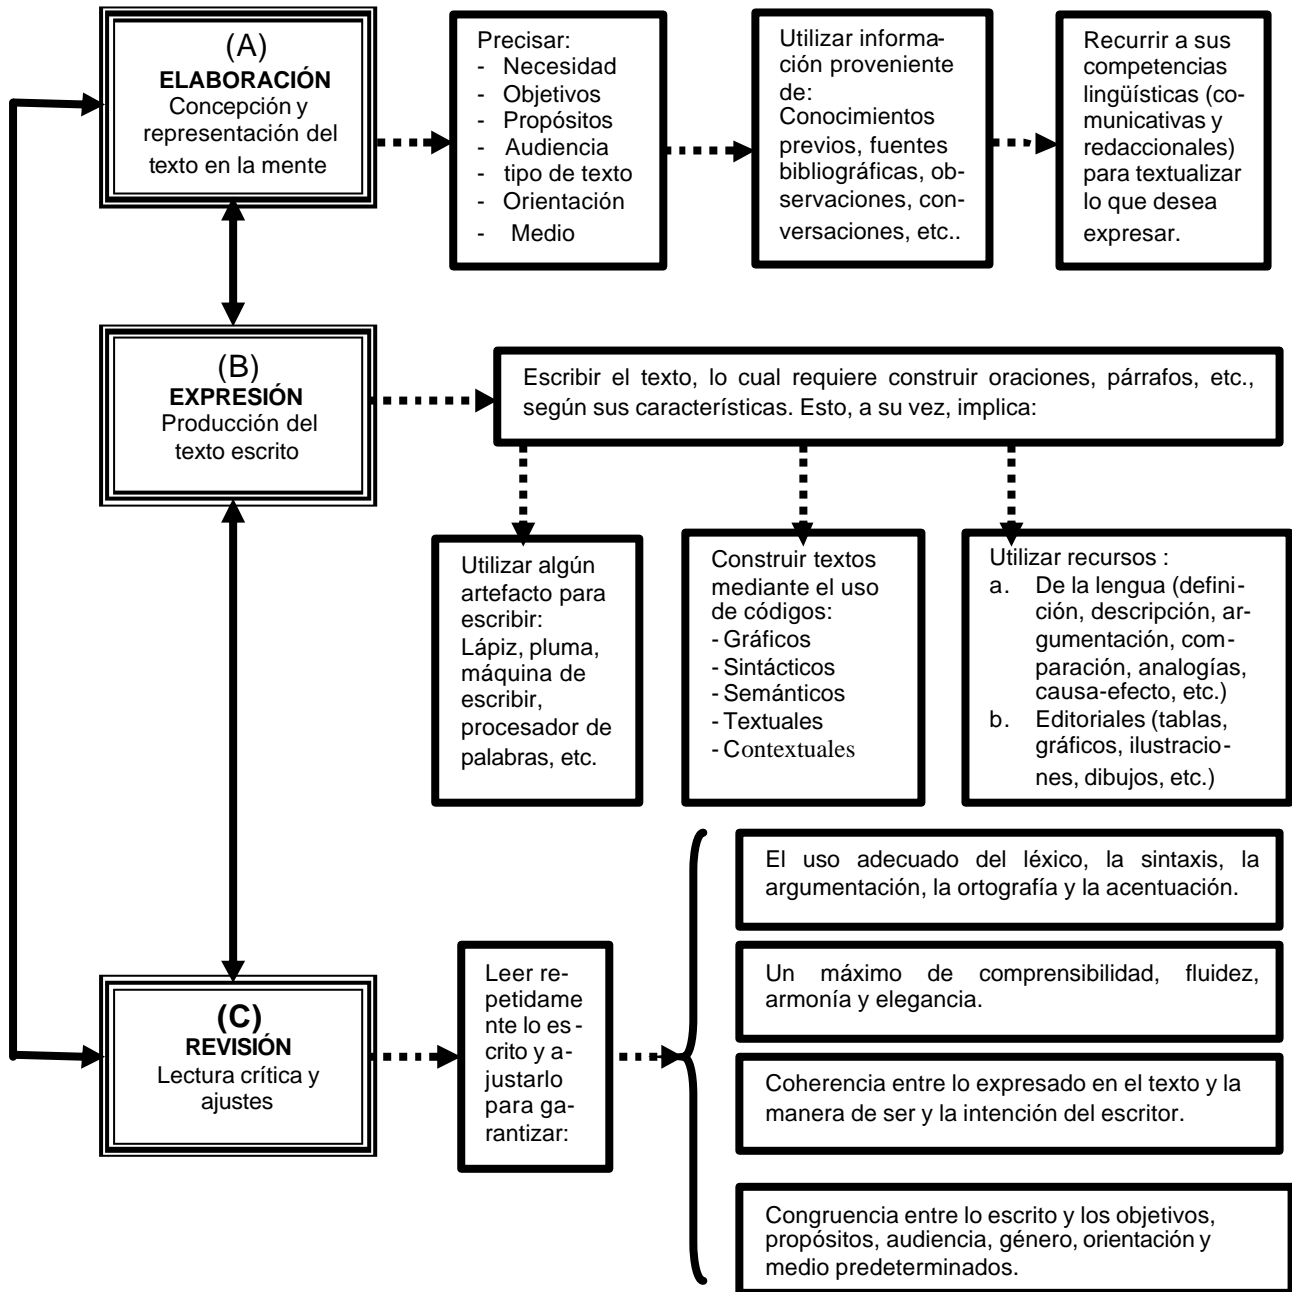 (A)
ELABORACIÓN
Concepción y
representación del
texto en la mente
Precisar:
- Necesidad
- Objetivos
- Propósitos
- Audiencia
- tipo de texto
- Orientación
- Medio
Utilizar informa-
ción proveniente
de:
Conocimientos
previos, fuentes
bibliográficas, ob-
servaciones, con-
versaciones, etc..
Recurrir a sus
competencias
lingüísticas (co-
municativas y
redaccionales)
para textualizar
lo que desea
expresar.
(B)
EXPRESIÓN
Producción del
texto escrito
Escribir el texto, lo cual requiere construir oraciones, párrafos, etc.,
según sus características. Esto, a su vez, implica:
Utilizar algún
artefacto para
escribir:
Lápiz, pluma,
máquina de
escribir,
procesador de
palabras, etc.
Construir textos
mediante el uso
de códigos:
- Gráficos
- Sintácticos
- Semánticos
- Textuales
- Contextuales
Utilizar recursos :
a. De la lengua (defini-
ción, descripción, ar-
gumentación, com-
paración, analogías,
causa-efecto, etc.)
b. Editoriales (tablas,
gráficos, ilustracio-
nes, dibujos, etc.)
(C)
REVISIÓN
Lectura crítica y
ajustes
Leer re-
petidame
nte lo es-
crito y a-
justarlo
para ga-
rantizar:
El uso adecuado del léxico, la sintaxis, la
argumentación, la ortografía y la acentuación.
Un máximo de comprensibilidad, fluidez,
armonía y elegancia.
Coherencia entre lo expresado en el texto y la
manera de ser y la intención del escritor.
Congruencia entre lo escrito y los objetivos,
propósitos, audiencia, género, orientación y
medio predeterminados.